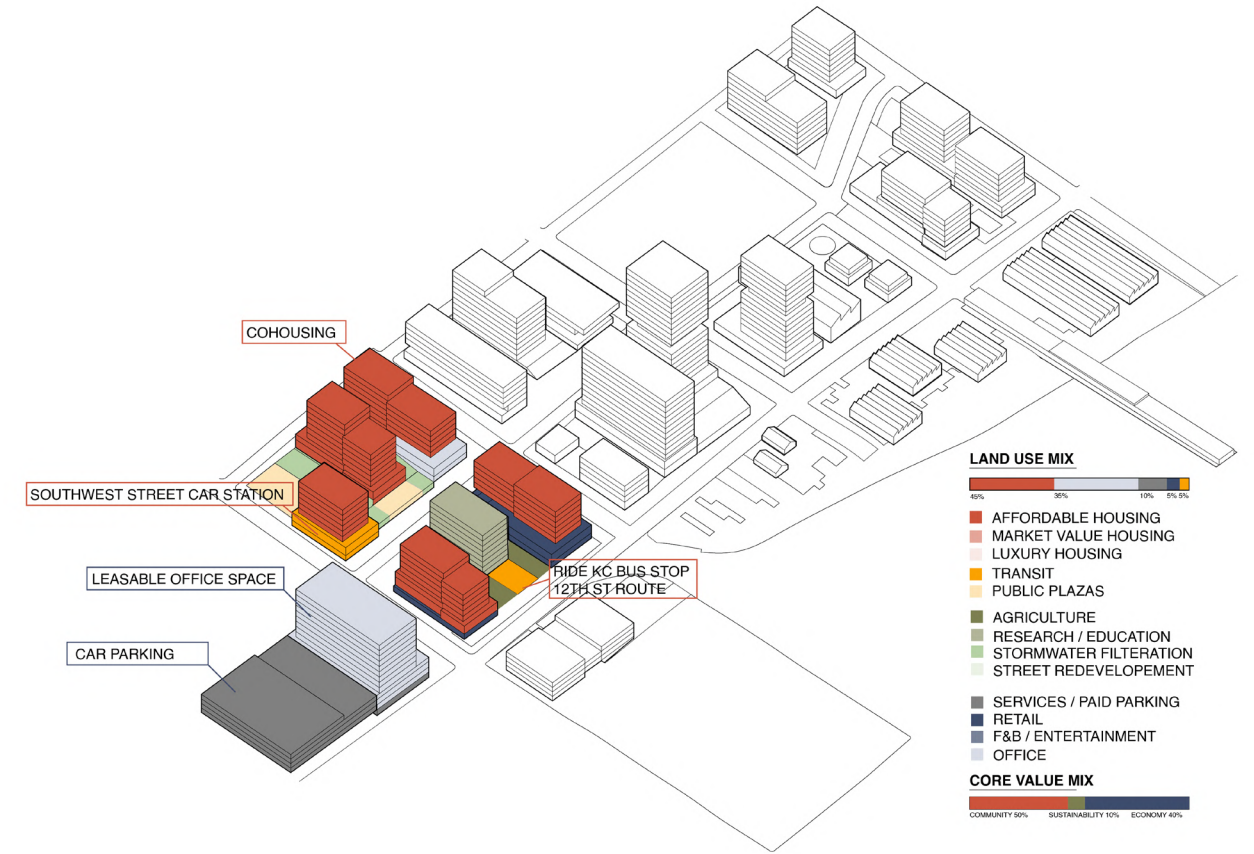 COHOUSING
SOUTHWEST STREET CAR STATION
LEASABLE OFFICE SPACE
CAR PARKING
RIDE KC BUS STOP
12TH ST ROUTE
LAND USE MIX
45% 35% 10% 5% 5%
AFFORDABLE HOUSING
MARKET VALUE HOUSING
LUXURY HOUSING
TRANSIT
PUBLIC PLAZAS
AGRICULTURE
RESEARCH / EDUCATION
STORMWATER FILTERATION
STREET REDEVELOPEMENT
SERVICES / PAID PARKING
RETAIL
F&B / ENTERTAINMENT
OFFICE
CORE VALUE MIX
COMMUNITY 50% SUSTAINABILITY 10% ECONOMY 40%